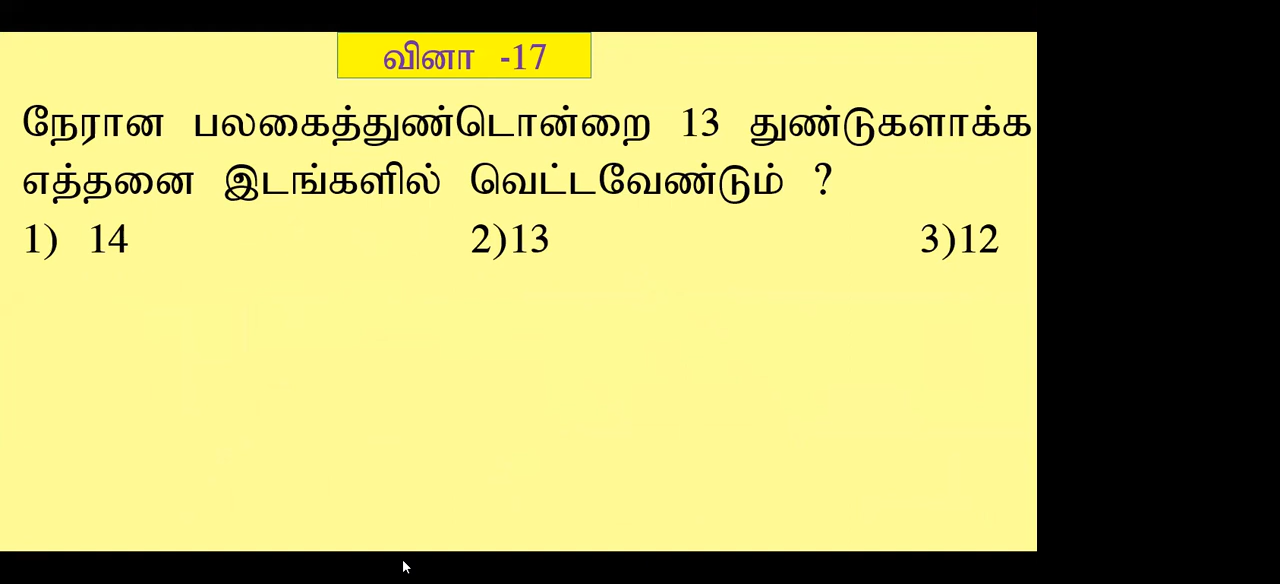 வினா -17
நேரான பலகைத்துண்டொன்றை 13 துண்டுகளாக்க
எத்தனை இடங்களில் வெட்டவேண்டும் ?
1) 14 2)13 3)12